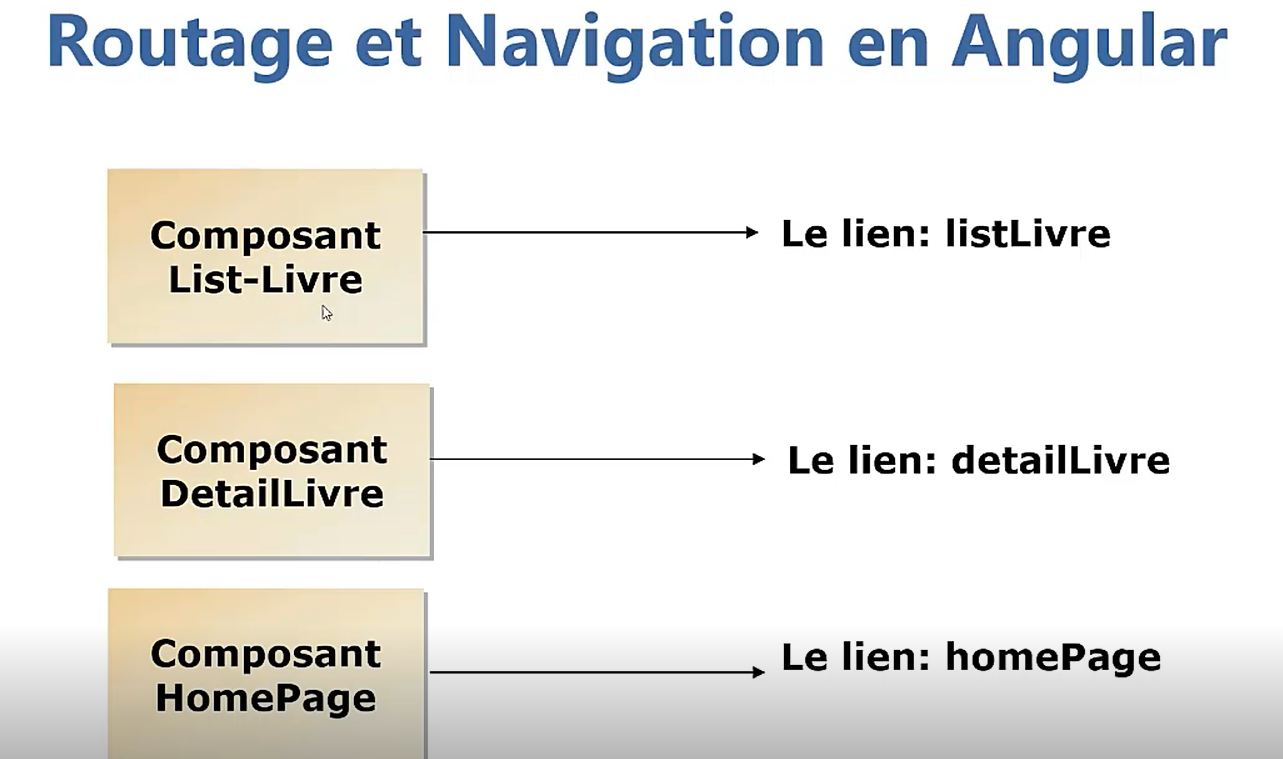 Routage et Navigation en Angular
Composant
List-Livre
Le lien: listLivre
Composant
DetailLivre
Le lien: detailLivre
Composant
HomePage
Le lien: homePage